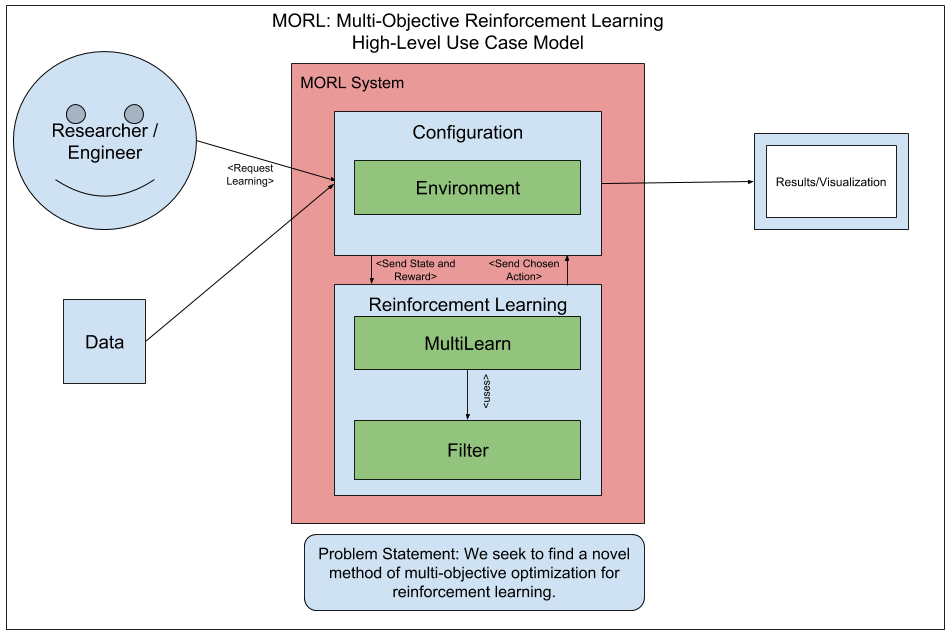 MORL: Multi-Objective Reinforcement Learning
High-Level Use Case Model
MORL System
Researcher /
Engineer
<Request
Learning>
Configuration
Environment
Results/Visualization
<Send State and
Reward>
<Send Chosen
Action>
Data
Reinforcement Learning
MultiLearn
<uses>
Filter
Problem Statement: We seek to find a novel
method of multi-objective optimization for
reinforcement learning.